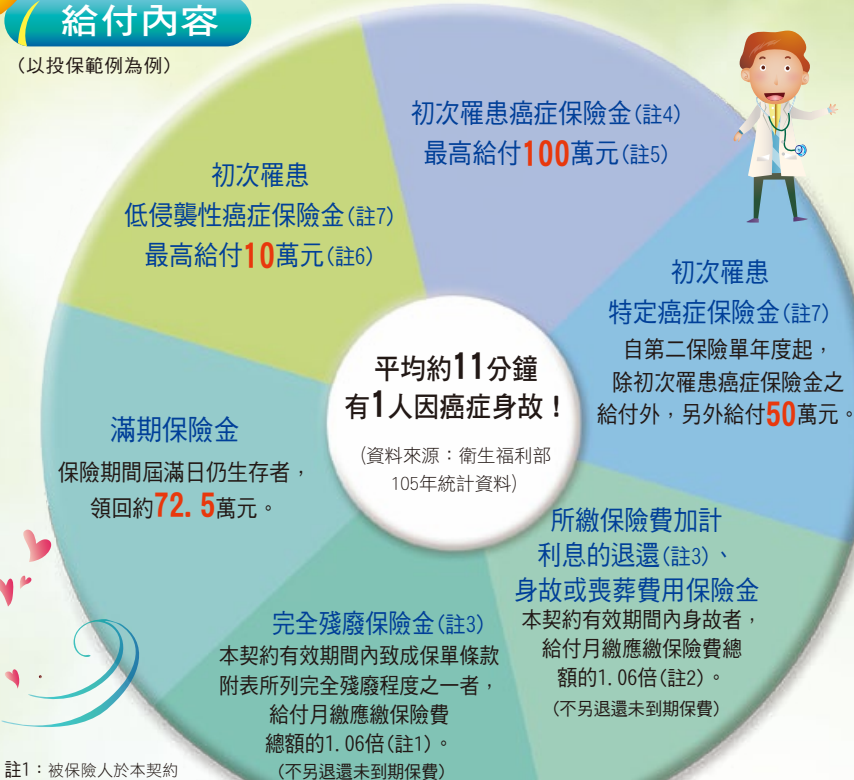 給付內容
(以投保範例為例)
初次罹患癌症保險金(註4)
最高給付100萬元(註5)
初次罹患
低侵襲性癌症保險金(註7)
最高給付10萬元(註6)
初次罹患
特定癌症保險金(註7)
自第二保險單年度起，
除初次罹患癌症保險金之
給付外，另外給付50萬元。
平均約11分鐘
有1人因癌症身故！
(資料來源：衛生福利部
105年統計資料)
滿期保險金
保險期間屆滿日仍生存者，
領回約72.5萬元。
所繳保險費加計
利息的退還(註3)、
身故或喪葬費用保險金
本契約有效期間內身故者，
給付月繳應繳保險費總
額的1.06倍(註2)。
(不另退還未到期保費)
完全殘廢保險金(註3)
本契約有效期間內致成保單條款
附表所列完全殘廢程度之一者，
給付月繳應繳保險費
總額的1.06倍(註1)。
(不另退還未到期保費)
註1：被保險人於本契約